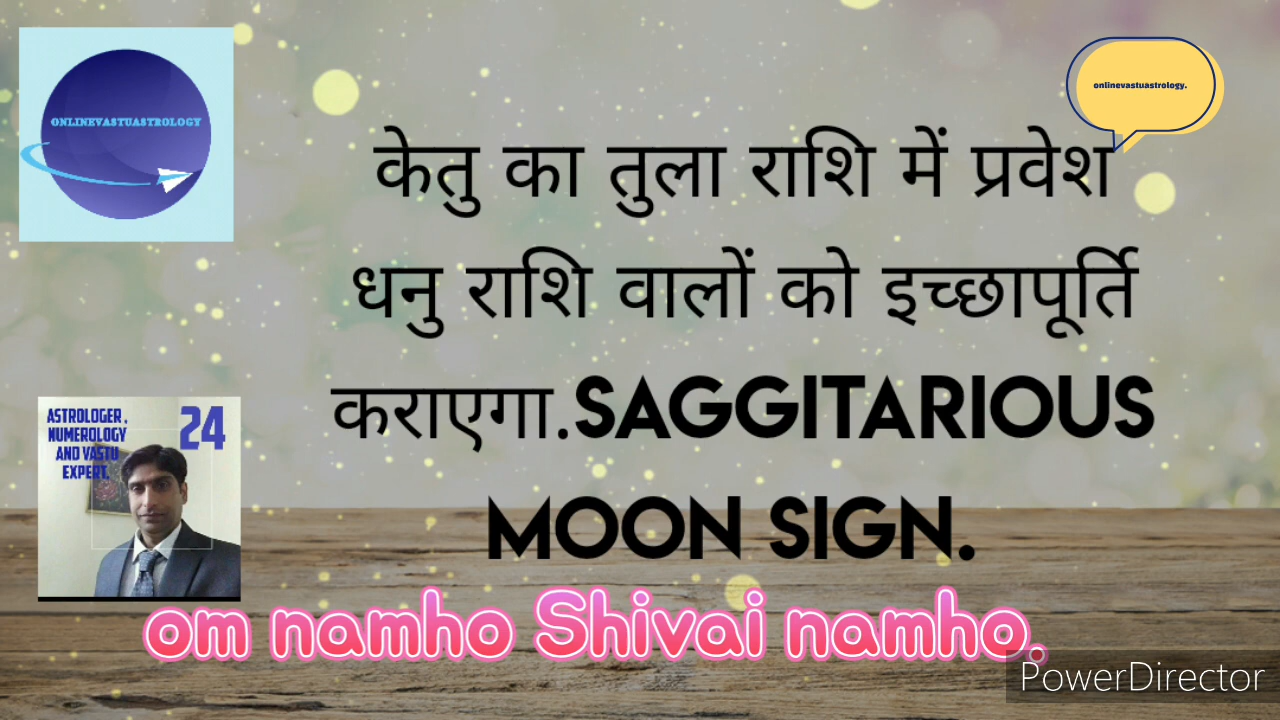 ONLINEVASTUASTROLOGY
onlinevastuastrology.
केतु का तुला राशि में प्रवेश
धनु राशि वालों को इच्छापूर्ति
कराएगा.SAGGITARIOUS
MOON SIGN.
ASTROLOGER,
NUMEROLOGY
AND VASTU
EXPERT,
24
om namho Shivai namho.
PowerDirector